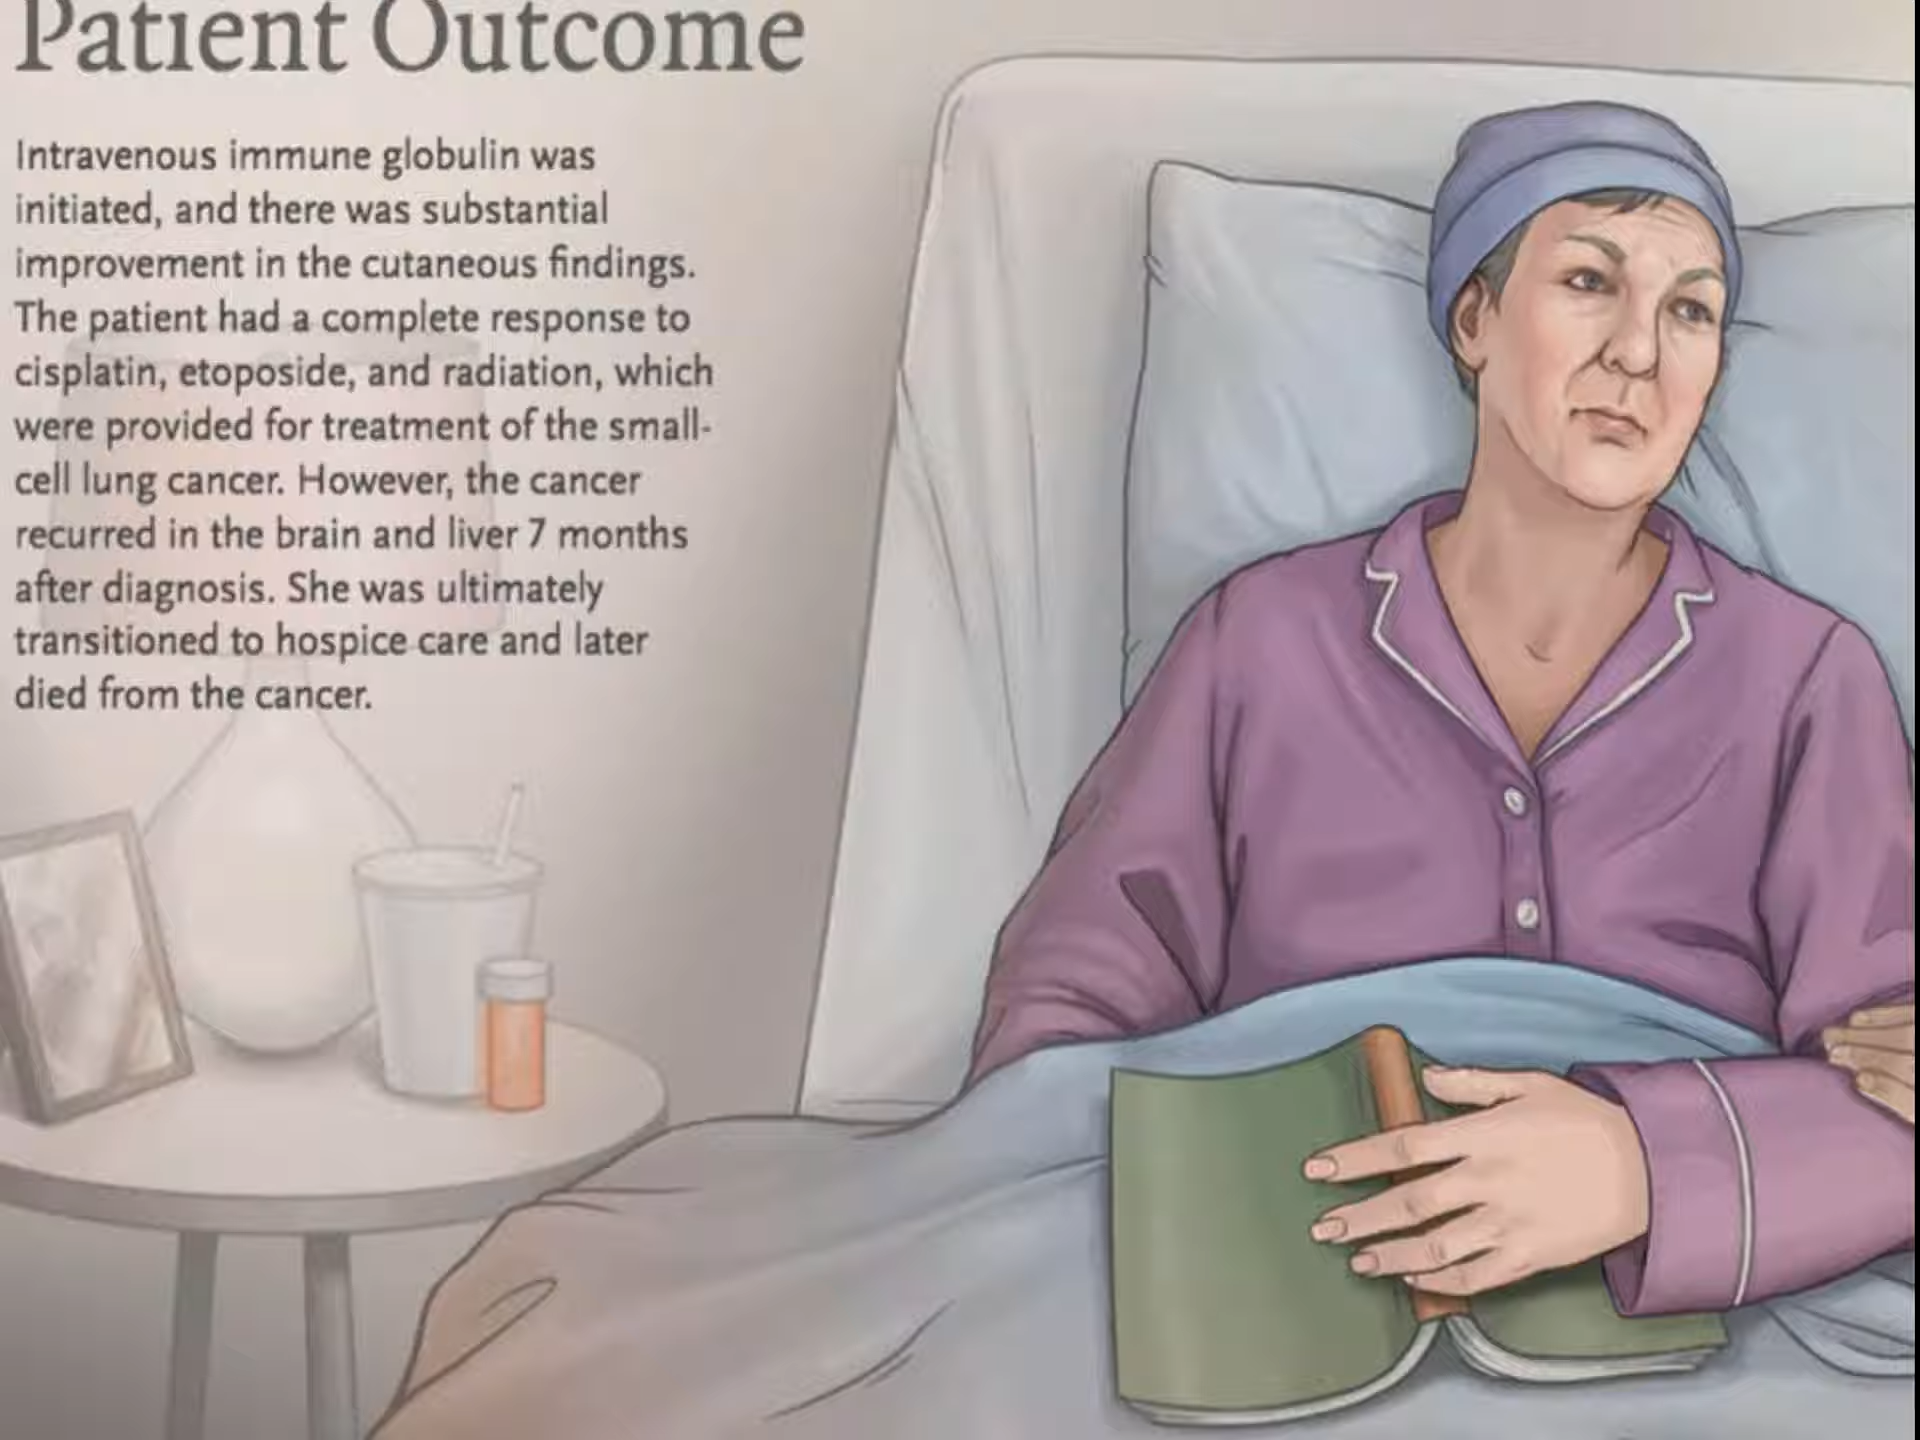 Patient Outcome
Intravenous immune globulin was
initiated, and there was substantial
improvement in the cutaneous findings.
The patient had a complete response to
cisplatin, etoposide, and radiation, which
were provided for treatment of the small-
cell lung cancer. However, the cancer
recurred in the brain and liver 7 months
after diagnosis. She was ultimately
transitioned to hospice care and later
died from the cancer.